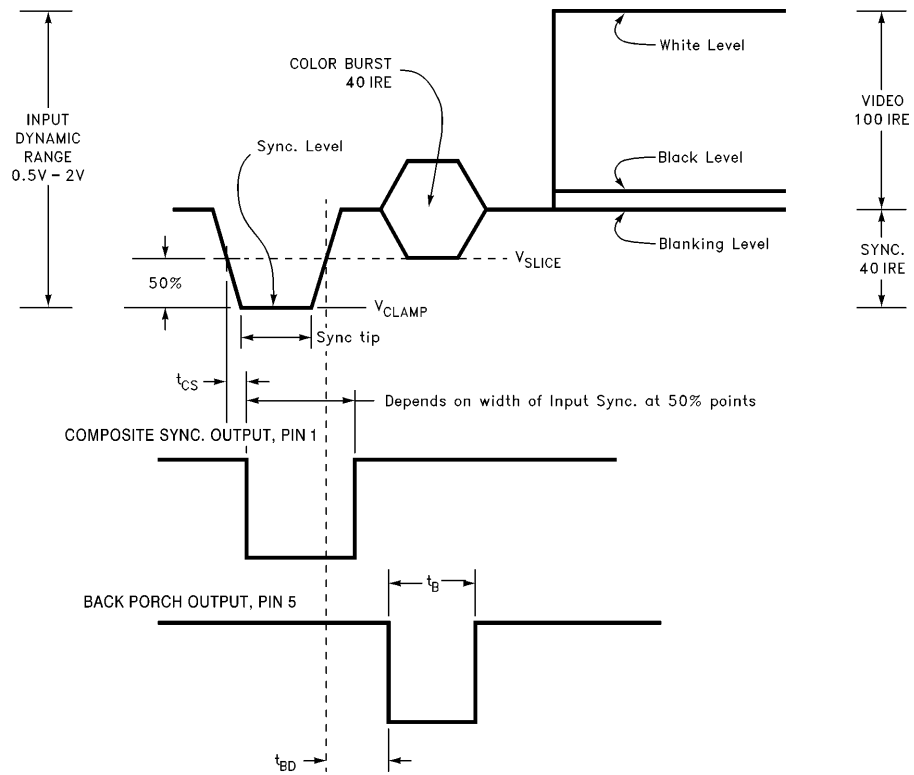 White Level
COLOR BURST
40 IRE
INPUT
DYNAMIC
RANGE
0.5V – 2V
VIDEO
100 IRE
Sync. Level
Black Level
Blanking Level
VSLICE
SYNC.
40 IRE
50%
VCLAMP
Sync tip
tCS
Depends on width of Input Sync. at 50% points
COMPOSITE SYNC. OUTPUT, PIN 1
tB
BACK PORCH OUTPUT, PIN 5
tBD